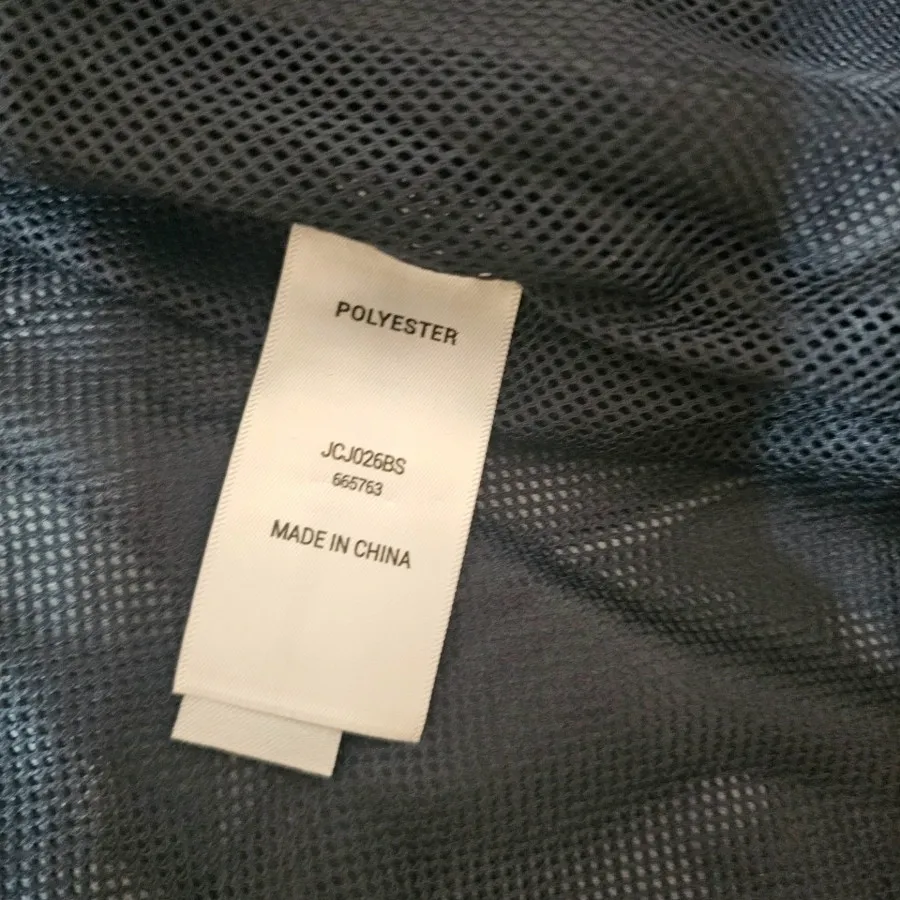 POLYESTER
JCJ026BS
665763
MADE IN CHINA